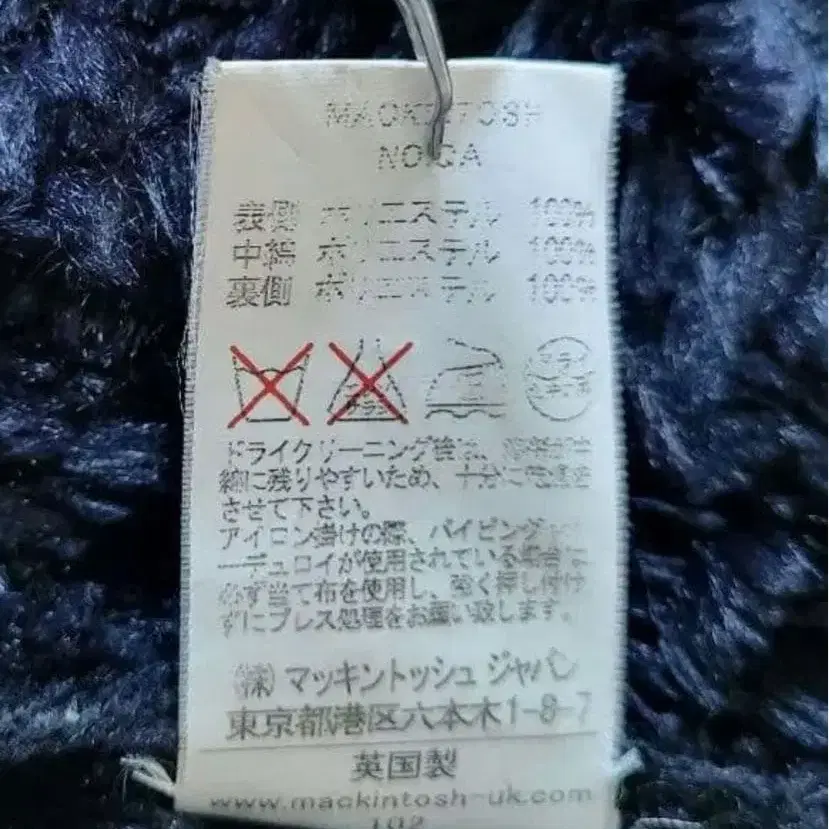 MACKINTOSH
NO QA
表側 ポリエステル 100%
中綿 ポリエステル 100%
裏側 ポリエステル 100%
ドライクリーニング後は、
綿に残りやすいため、十分に乾燥
させて下さい。
アイロン掛けの際、パイピング
ーデュロイが使用されている場合
必ず当て布を使用し、強く押し付け
ずにプレス処理をお願い致します。
(株) マッキントッシュ ジャパン
東京都港区六本木1-8-7
英国製
www.mackintosh-uk.com
102